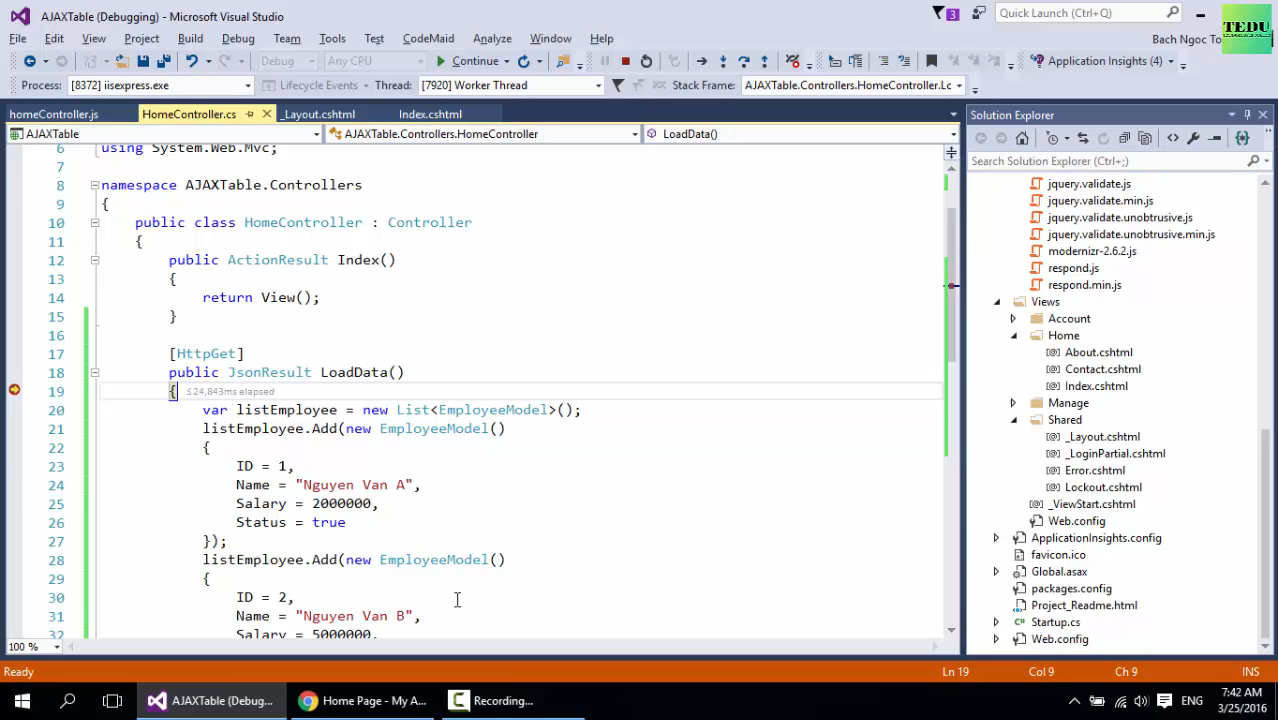 AJAXTable (Debugging) - Microsoft Visual Studio
3
Quick Launch (Ctrl+Q)
TEDU
File Edit View Project Build Debug Team Tools Test CodeMaid Analyze Window Help
Bach Ngoc To
Debug Any CPU Continue Application Insights (4)
Process: [8372] iisexpress.exe Lifecycle Events Thread: [7920] Worker Thread Stack Frame: AJAXTable.Controllers.HomeController.Lo
homeController.js HomeController.cs _Layout.cshtml Index.cshtml
AJAXTable AJAXTable.Controllers.HomeController LoadData()
6 using System.Web.Mvc;
7
8 namespace AJAXTable.Controllers
9 {
10 public class HomeController : Controller
11 {
12 public ActionResult Index()
13 {
14 return View();
15 }
16
17 [HttpGet]
18 public JsonResult LoadData()
19 { ≤24,843ms elapsed
20 var listEmployee = new List<EmployeeModel>();
21 listEmployee.Add(new EmployeeModel()
22 {
23 ID = 1,
24 Name = "Nguyen Van A",
25 Salary = 2000000,
26 Status = true
27 });
28 listEmployee.Add(new EmployeeModel()
29 {
30 ID = 2,
31 Name = "Nguyen Van B",
32 Salary = 5000000,
100 %
Solution Explorer
Search Solution Explorer (Ctrl+;)
jquery.validate.js
jquery.validate.min.js
jquery.validate.unobtrusive.js
jquery.validate.unobtrusive.min.js
modernizr-2.6.2.js
respond.js
respond.min.js
Views
Account
Home
About.cshtml
Contact.cshtml
Index.cshtml
Manage
Shared
_Layout.cshtml
_LoginPartial.cshtml
Error.cshtml
Lockout.cshtml
_ViewStart.cshtml
Web.config
ApplicationInsights.config
favicon.ico
Global.asax
packages.config
Project_Readme.html
Startup.cs
Web.config
Ready Ln 19 Col 9 Ch 9 INS
AJAXTable (Debug... Home Page - My A... Recording... ENG
7:42 AM
3/25/2016